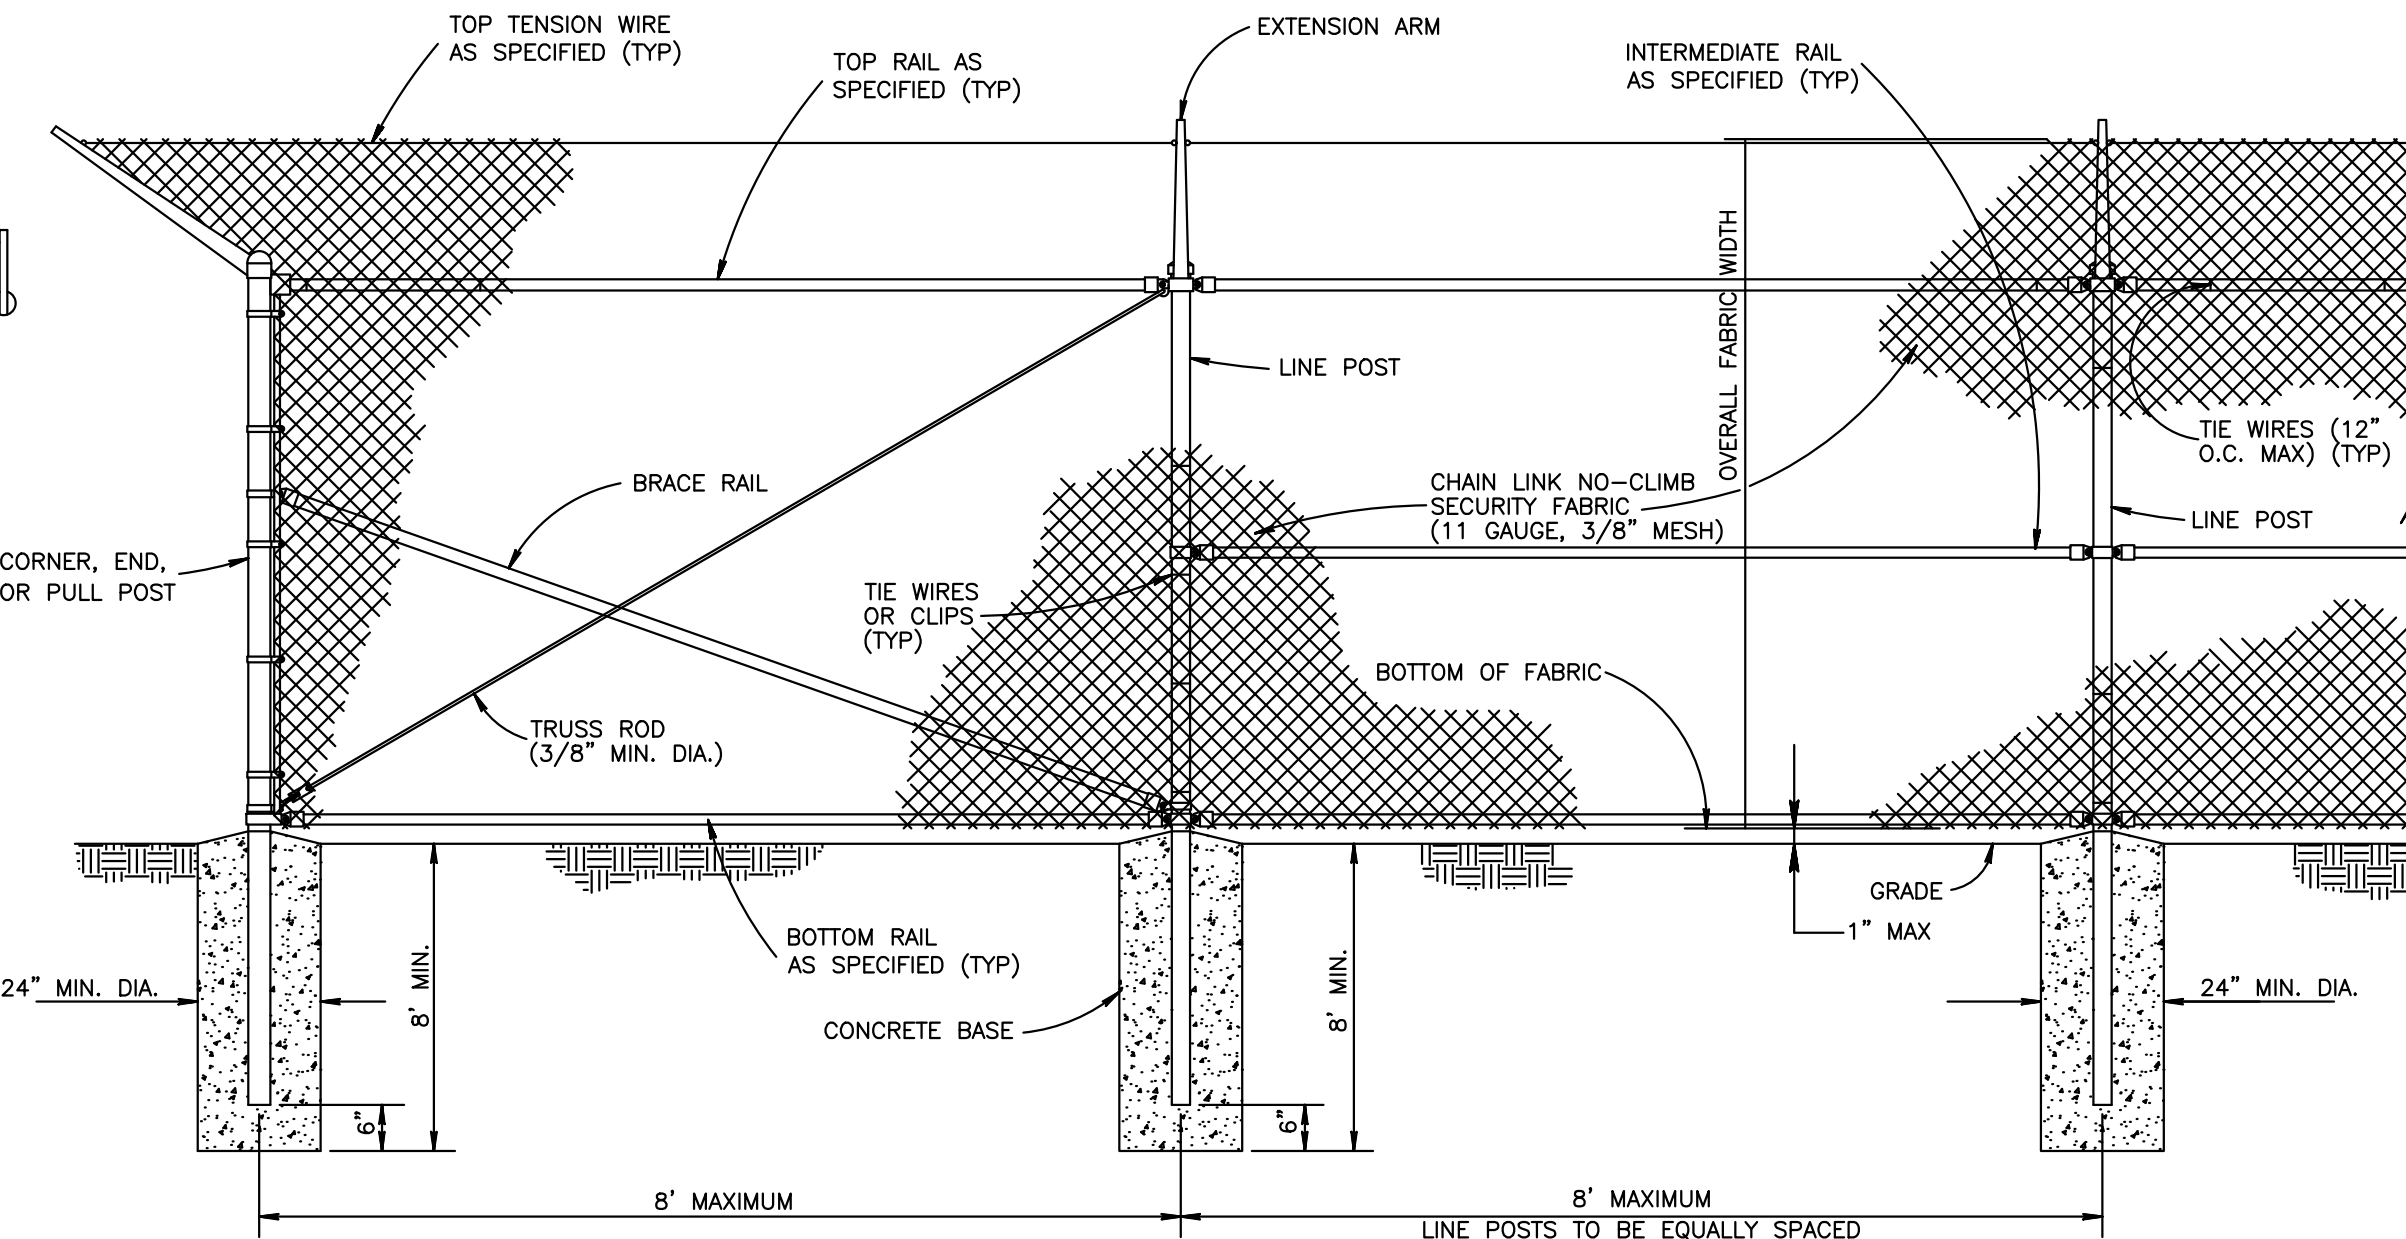 TOP TENSION WIRE
AS SPECIFIED (TYP)
TOP RAIL AS
SPECIFIED (TYP)
EXTENSION ARM
INTERMEDIATE RAIL
AS SPECIFIED (TYP)
OVERALL FABRIC WIDTH
LINE POST
TIE WIRES (12"
O.C. MAX) (TYP)
BRACE RAIL
CHAIN LINK NO-CLIMB
SECURITY FABRIC
(11 GAUGE, 3/8" MESH)
LINE POST
CORNER, END,
OR PULL POST
TIE WIRES
OR CLIPS
(TYP)
BOTTOM OF FABRIC
TRUSS ROD
(3/8" MIN. DIA.)
GRADE
1" MAX
BOTTOM RAIL
AS SPECIFIED (TYP)
24" MIN. DIA.
8' MIN.
CONCRETE BASE
8' MIN.
24" MIN. DIA.
6"
6"
8' MAXIMUM
8' MAXIMUM
LINE POSTS TO BE EQUALLY SPACED